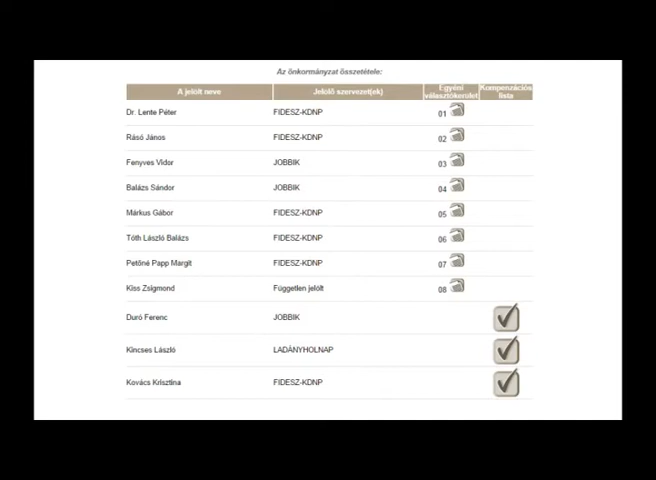 Az önkormányzat összetétele:
A jelölt neve Jelölő szervezet(ek) Egyéni választókerület Kompenzációs lista
Dr. Lente Péter FIDESZ-KDNP 01
Rásó János FIDESZ-KDNP 02
Fenyves Vidor JOBBIK 03
Balázs Sándor JOBBIK 04
Márkus Gábor FIDESZ-KDNP 05
Tóth László Balázs FIDESZ-KDNP 06
Petőné Papp Margit FIDESZ-KDNP 07
Kiss Zsigmond Független jelölt 08
Duró Ferenc JOBBIK
Kincses László LADÁNYHOLNAP
Kovács Krisztina FIDESZ-KDNP